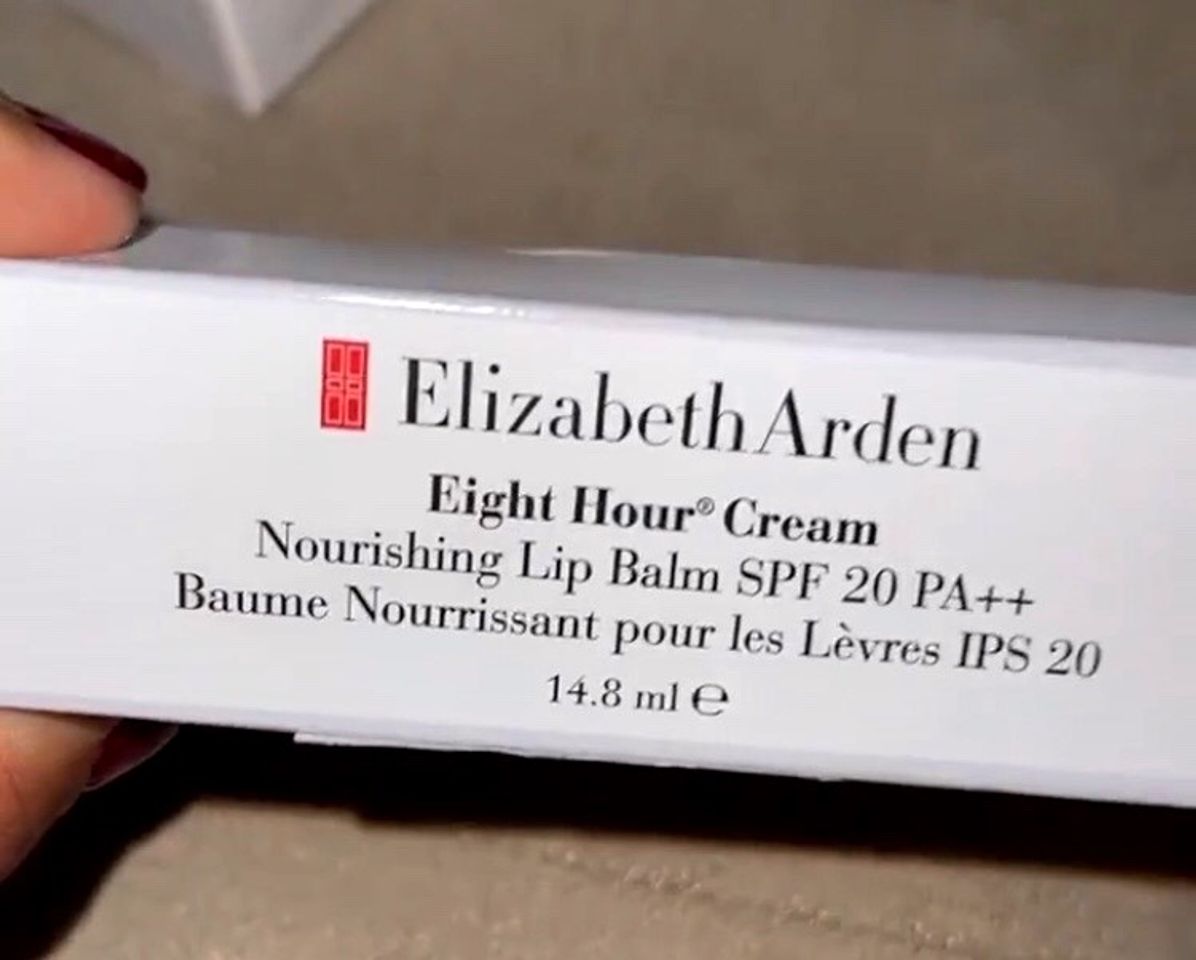 Elizabeth Arden
Eight Hour® Cream
Nourishing Lip Balm SPF 20 PA++
Baume Nourrissant pour les Lèvres IPS 20
14.8 ml ℮